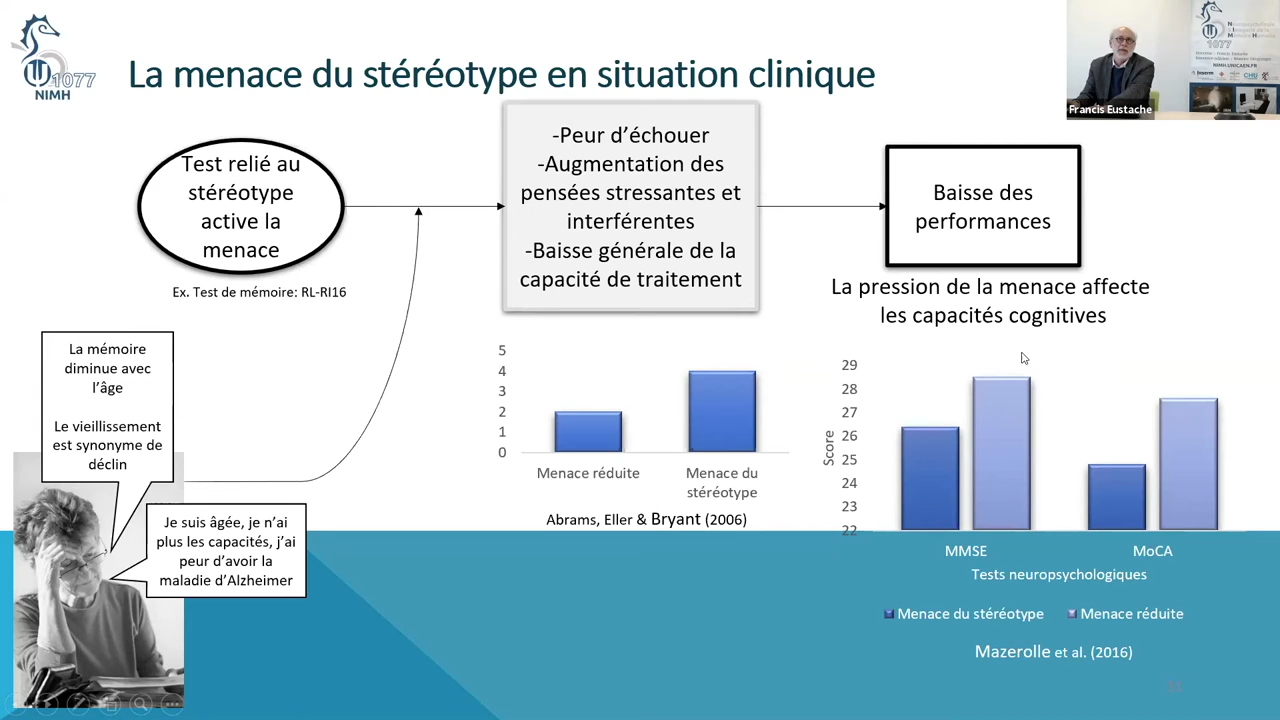 1077
NIMH
La menace du stéréotype en situation clinique
1077
NIMH.UNICAEN.FR
Francis Eustache
Test relié au
stéréotype
active la
menace
Ex. Test de mémoire: RL-RI16
-Peur d’échouer
-Augmentation des
pensées stressantes et
interférentes
-Baisse générale de la
capacité de traitement
Baisse des
performances
La pression de la menace affecte
les capacités cognitives
La mémoire
diminue avec
l’âge
Le vieillissement
est synonyme de
déclin
Je suis âgée, je n’ai
plus les capacités, j’ai
peur d’avoir la
maladie d’Alzheimer
5
4
3
2
1
0
Menace réduite
Menace du
stéréotype
Abrams, Eller & Bryant (2006)
29
28
27
26
25
24
23
22
Score
MMSE
MoCA
Tests neuropsychologiques
Menace du stéréotype
Menace réduite
Mazerolle et al. (2016)